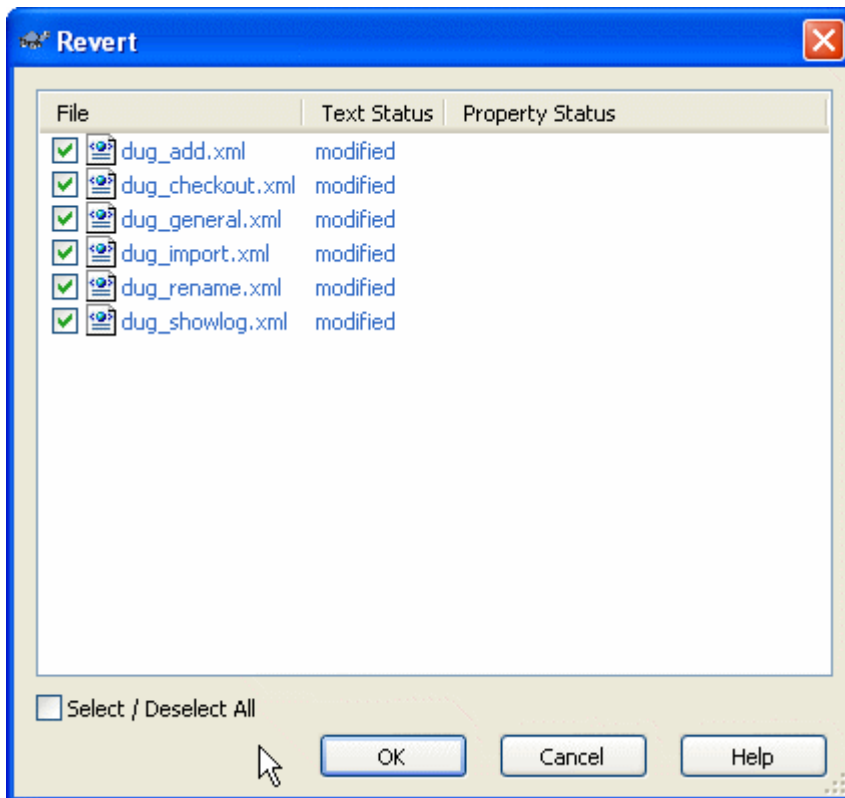 Revert
File Text Status Property Status
dug_add.xml modified
dug_checkout.xml modified
dug_general.xml modified
dug_import.xml modified
dug_rename.xml modified
dug_showlog.xml modified
Select / Deselect All
OK Cancel Help